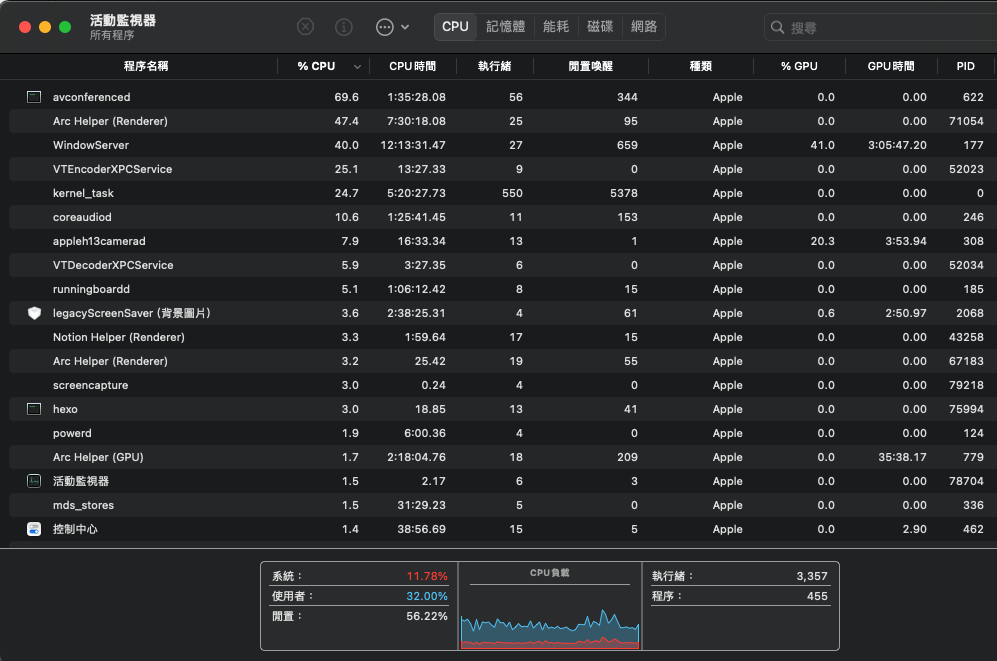 活動監視器
所有程序
CPU 記憶體 能耗 磁碟 網路 搜尋
程序名稱 % CPU CPU時間 執行緒 閒置喚醒 種類 % GPU GPU時間 PID
avconferenced 69.6 1:35:28.08 56 344 Apple 0.0 0.00 622
Arc Helper (Renderer) 47.4 7:30:18.08 25 95 Apple 0.0 0.00 71054
WindowServer 40.0 12:13:31.47 27 659 Apple 41.0 3:05:47.20 177
VTEncoderXPCService 25.1 13:27.33 9 0 Apple 0.0 0.00 52023
kernel_task 24.7 5:20:27.73 550 5378 Apple 0.0 0.00 0
coreaudiod 10.6 1:25:41.45 11 153 Apple 0.0 0.00 246
appleh13camerad 7.9 16:33.34 13 1 Apple 20.3 3:53.94 308
VTDecoderXPCService 5.9 3:27.35 6 0 Apple 0.0 0.00 52034
runningboardd 5.1 1:06:12.42 8 15 Apple 0.0 0.00 185
legacyScreenSaver (背景圖片) 3.6 2:38:25.31 4 61 Apple 0.6 2:50.97 2068
Notion Helper (Renderer) 3.3 1:59.64 17 15 Apple 0.0 0.00 43258
Arc Helper (Renderer) 3.2 25.42 19 55 Apple 0.0 0.00 67183
screencapture 3.0 0.24 4 0 Apple 0.0 0.00 79218
hexo 3.0 18.85 13 41 Apple 0.0 0.00 75994
powerd 1.9 6:00.36 4 0 Apple 0.0 0.00 124
Arc Helper (GPU) 1.7 2:18:04.76 18 209 Apple 0.0 35:38.17 779
活動監視器 1.5 2.17 6 3 Apple 0.0 0.00 78704
mds_stores 1.5 31:29.23 5 0 Apple 0.0 0.00 336
控制中心 1.4 38:56.69 15 5 Apple 0.0 2.90 462
系統： 11.78% CPU負載 執行緒： 3,357
使用者： 32.00% 程序： 455
閒置： 56.22%